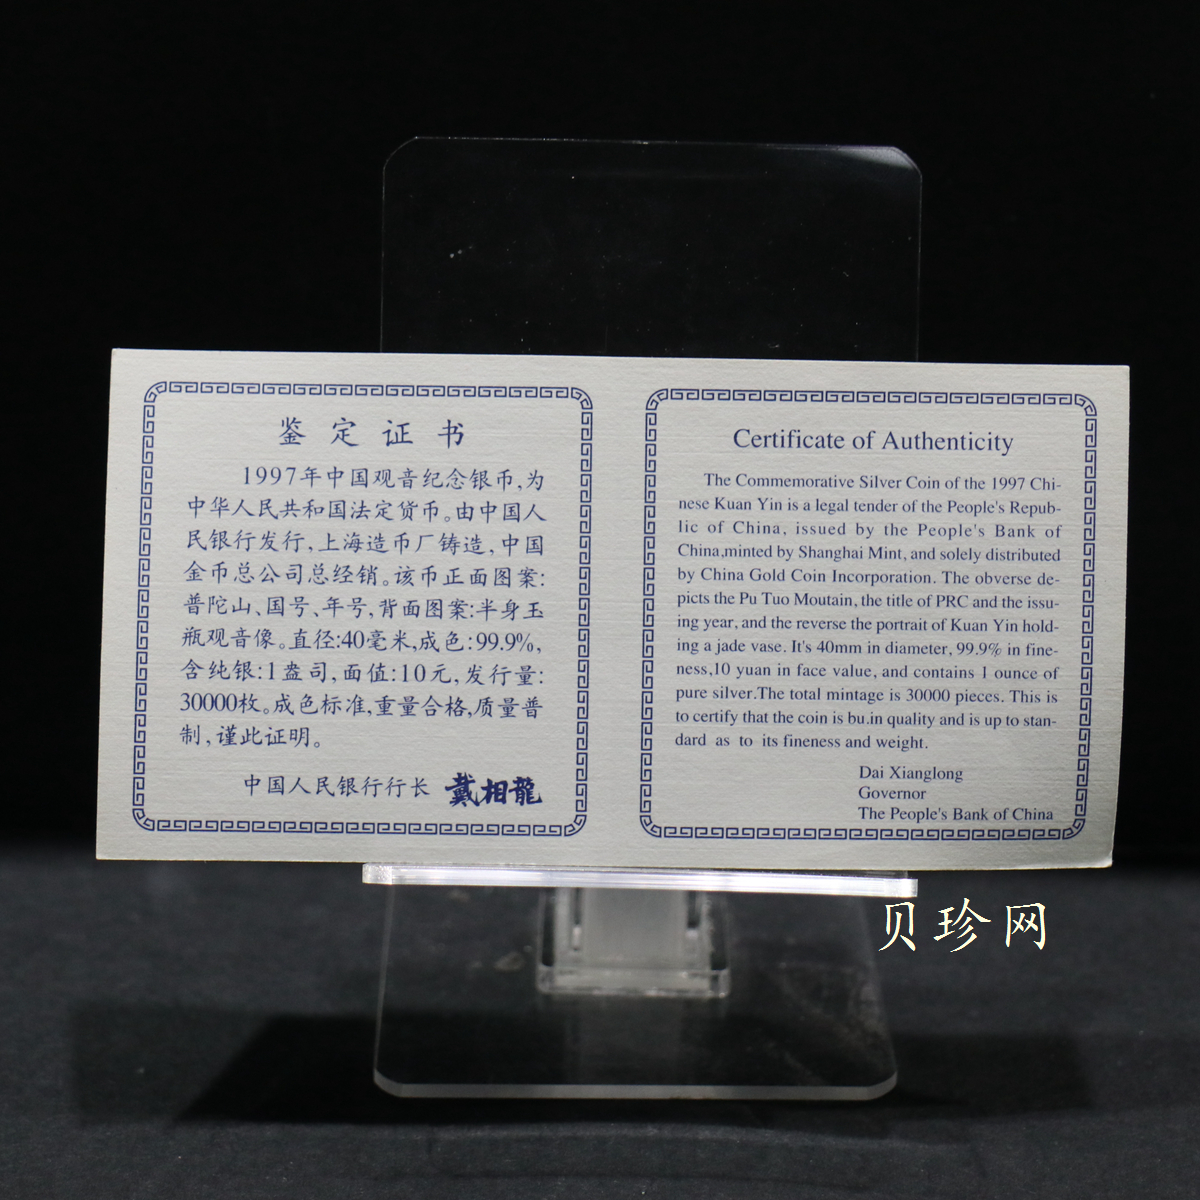 鉴定证书
1997年中国观音纪念银币,为
中华人民共和国法定货币。由中国人
民银行发行,上海造币厂铸造,中国
金币总公司总经销。该币正面图案:
普陀山、国号、年号,背面图案:半身玉
瓶观音像。直径:40毫米,成色:99.9%,
含纯银:1盎司,面值:10元,发行量:
30000枚。成色标准,重量合格,质量普
制,谨此证明。
中国人民银行行长 戴相龍
Certificate of Authenticity
The Commemorative Silver Coin of the 1997 Chi-
nese Kuan Yin is a legal tender of the People's Repub-
lic of China, issued by the People's Bank of
China,minted by Shanghai Mint, and solely distributed
by China Gold Coin Incorporation. The obverse de-
picts the Pu Tuo Moutain, the title of PRC and the issu-
ing year, and the reverse the portrait of Kuan Yin hold-
ing a jade vase. It's 40mm in diameter, 99.9% in fine-
ness,10 yuan in face value, and contains 1 ounce of
pure silver.The total mintage is 30000 pieces. This is
to certify that the coin is bu.in quality and is up to stan-
dard as to its fineness and weight.
Dai Xianglong
Governor
The People's Bank of China
贝珍网